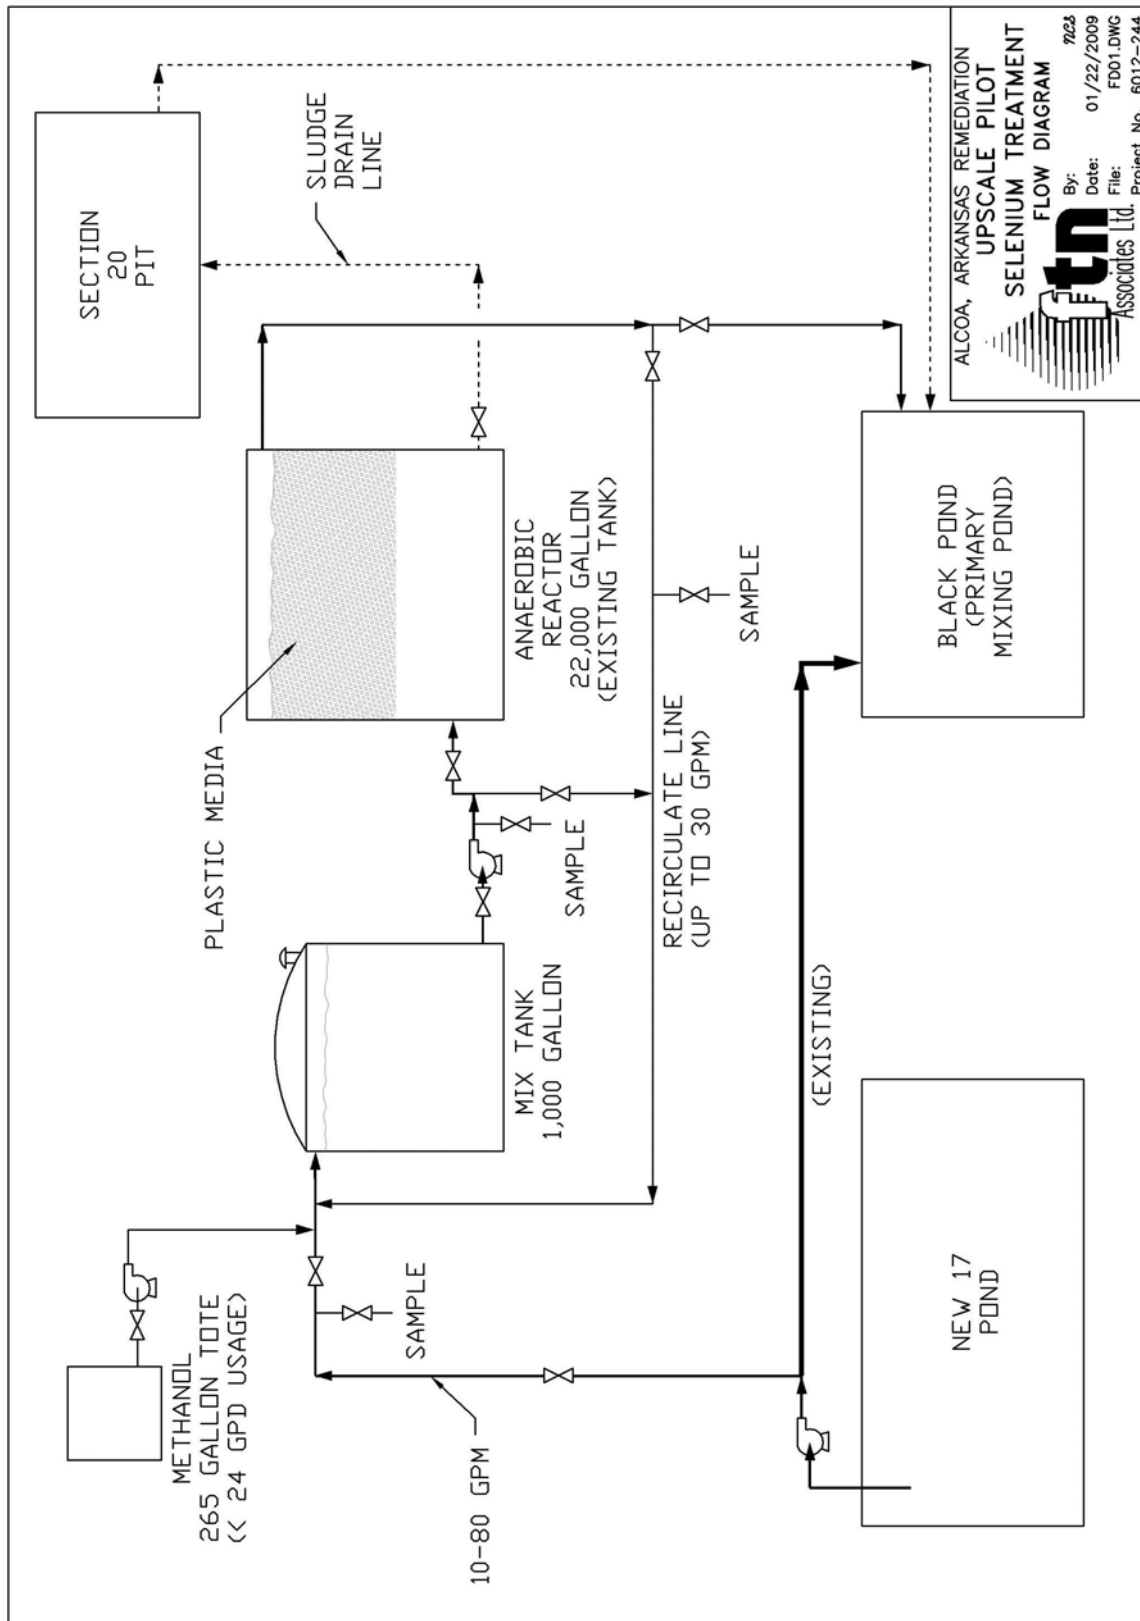 METHANOL
265 GALLON TOTE
(< 24 GPD USAGE)
10-80 GPM
SAMPLE
MIX TANK
1,000 GALLON
PLASTIC MEDIA
SAMPLE
ANAEROBIC
REACTOR
22,000 GALLON
(EXISTING TANK)
RECIRCULATE LINE
(UP TO 30 GPM)
SAMPLE
SECTION
20
PIT
SLUDGE
DRAIN
LINE
NEW 17
POND
(EXISTING)
BLACK POND
(PRIMARY
MIXING POND)
ALCOA, ARKANSAS REMEDIATION
UPSCALE PILOT
SELENIUM TREATMENT
FLOW DIAGRAM
ftn
Associates Ltd.
By: NCS
Date: 01/22/2009
File: FD01.DWG
Project No. 6012-244